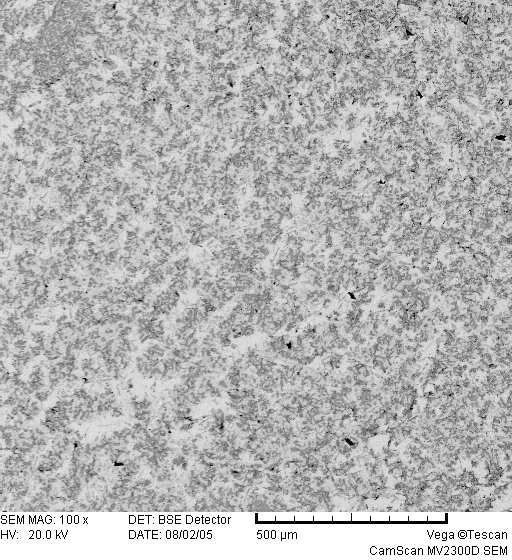 SEM MAG: 100 x DET: BSE Detector
HV: 20.0 kV DATE: 08/02/05 500 µm Vega ©Tescan
CamScan MV2300D SEM